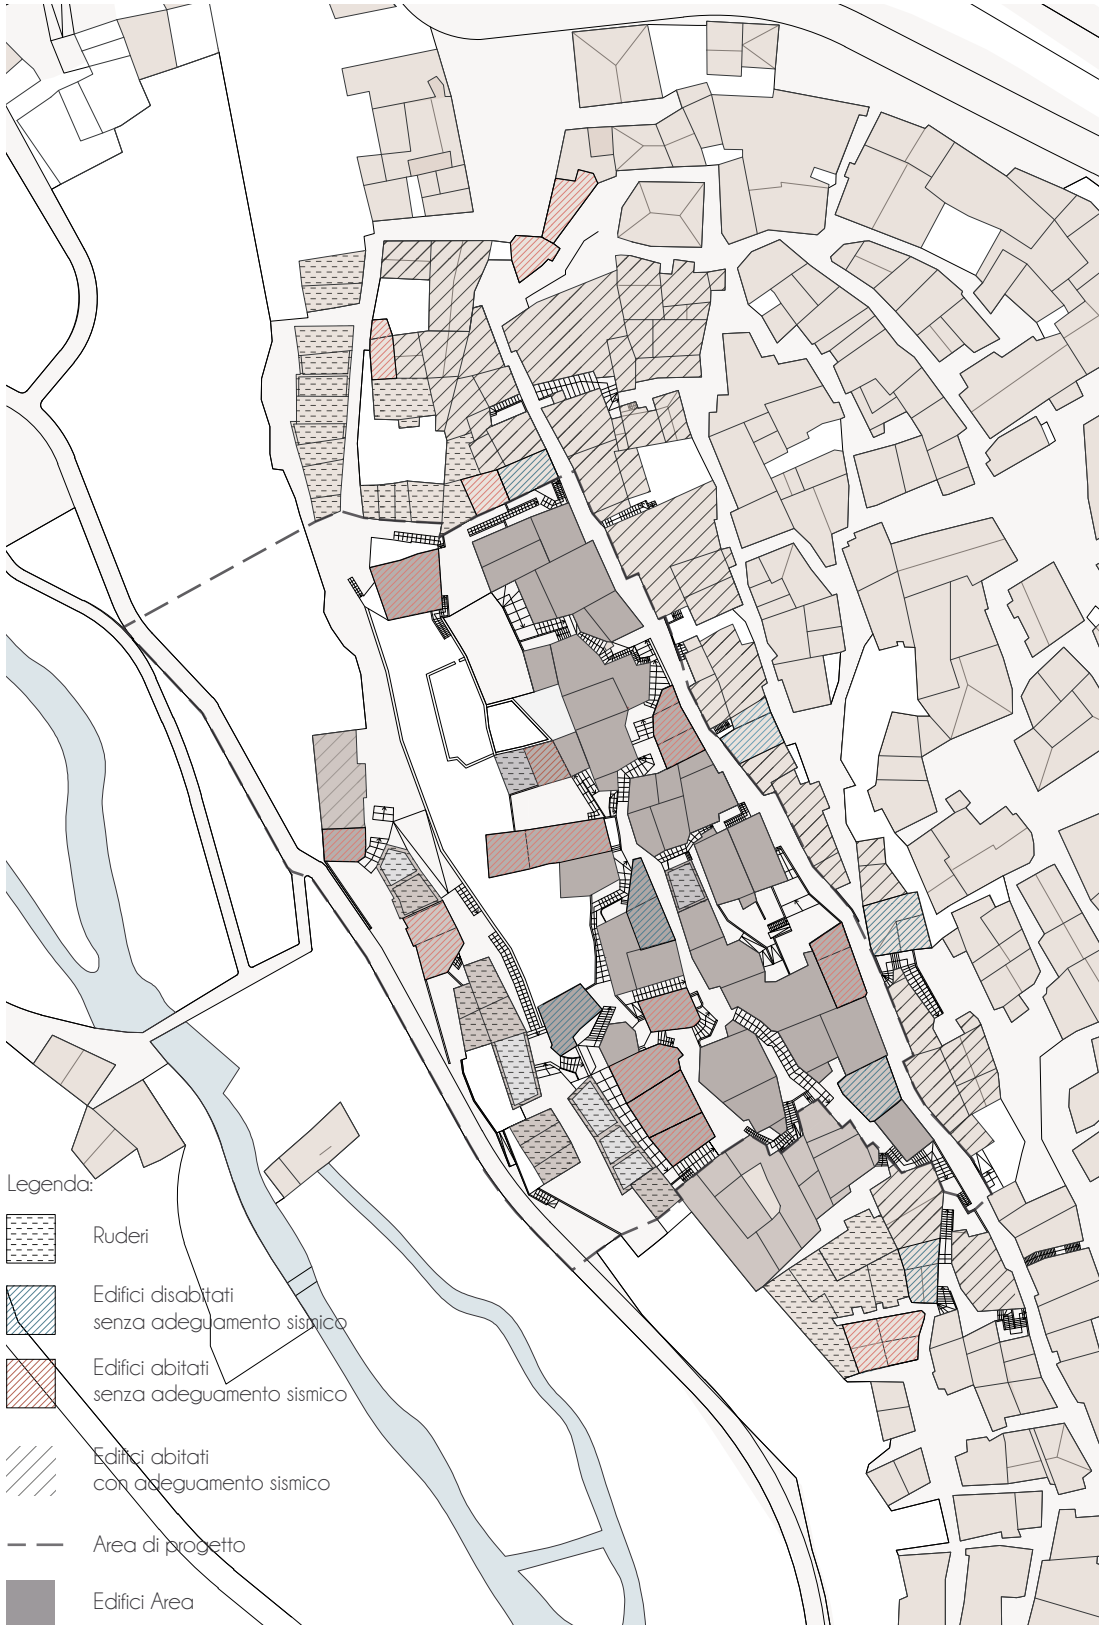 Legenda:
Ruderi
Edifici disabitati
senza adeguamento sismico
Edifici abitati
senza adeguamento sismico
Edifici abitati
con adeguamento sismico
Area di progetto
Edifici Area